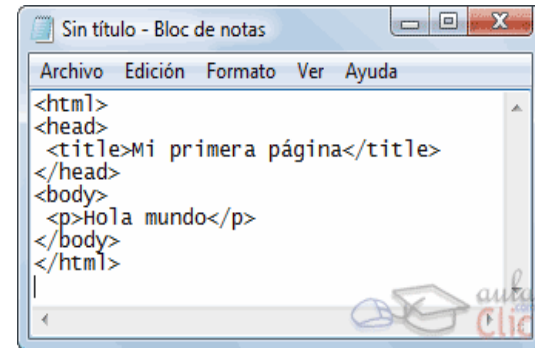 Sin título - Bloc de notas
Archivo Edición Formato Ver Ayuda
<html>
<head>
<title>Mi primera página</title>
</head>
<body>
<p>Hola mundo</p>
</body>
</html>
aula
Clic
.com